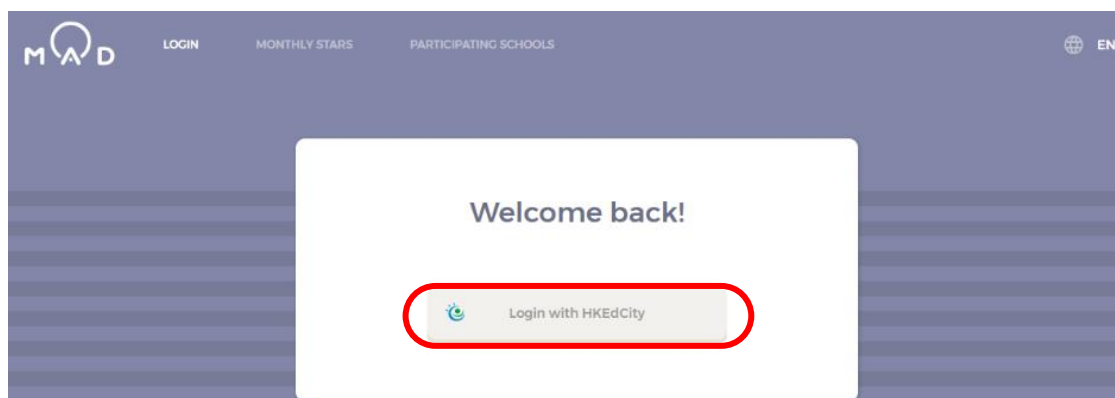 MAD LOGIN MONTHLY STARS PARTICIPATING SCHOOLS EN
Welcome back!
Login with HKEdCity